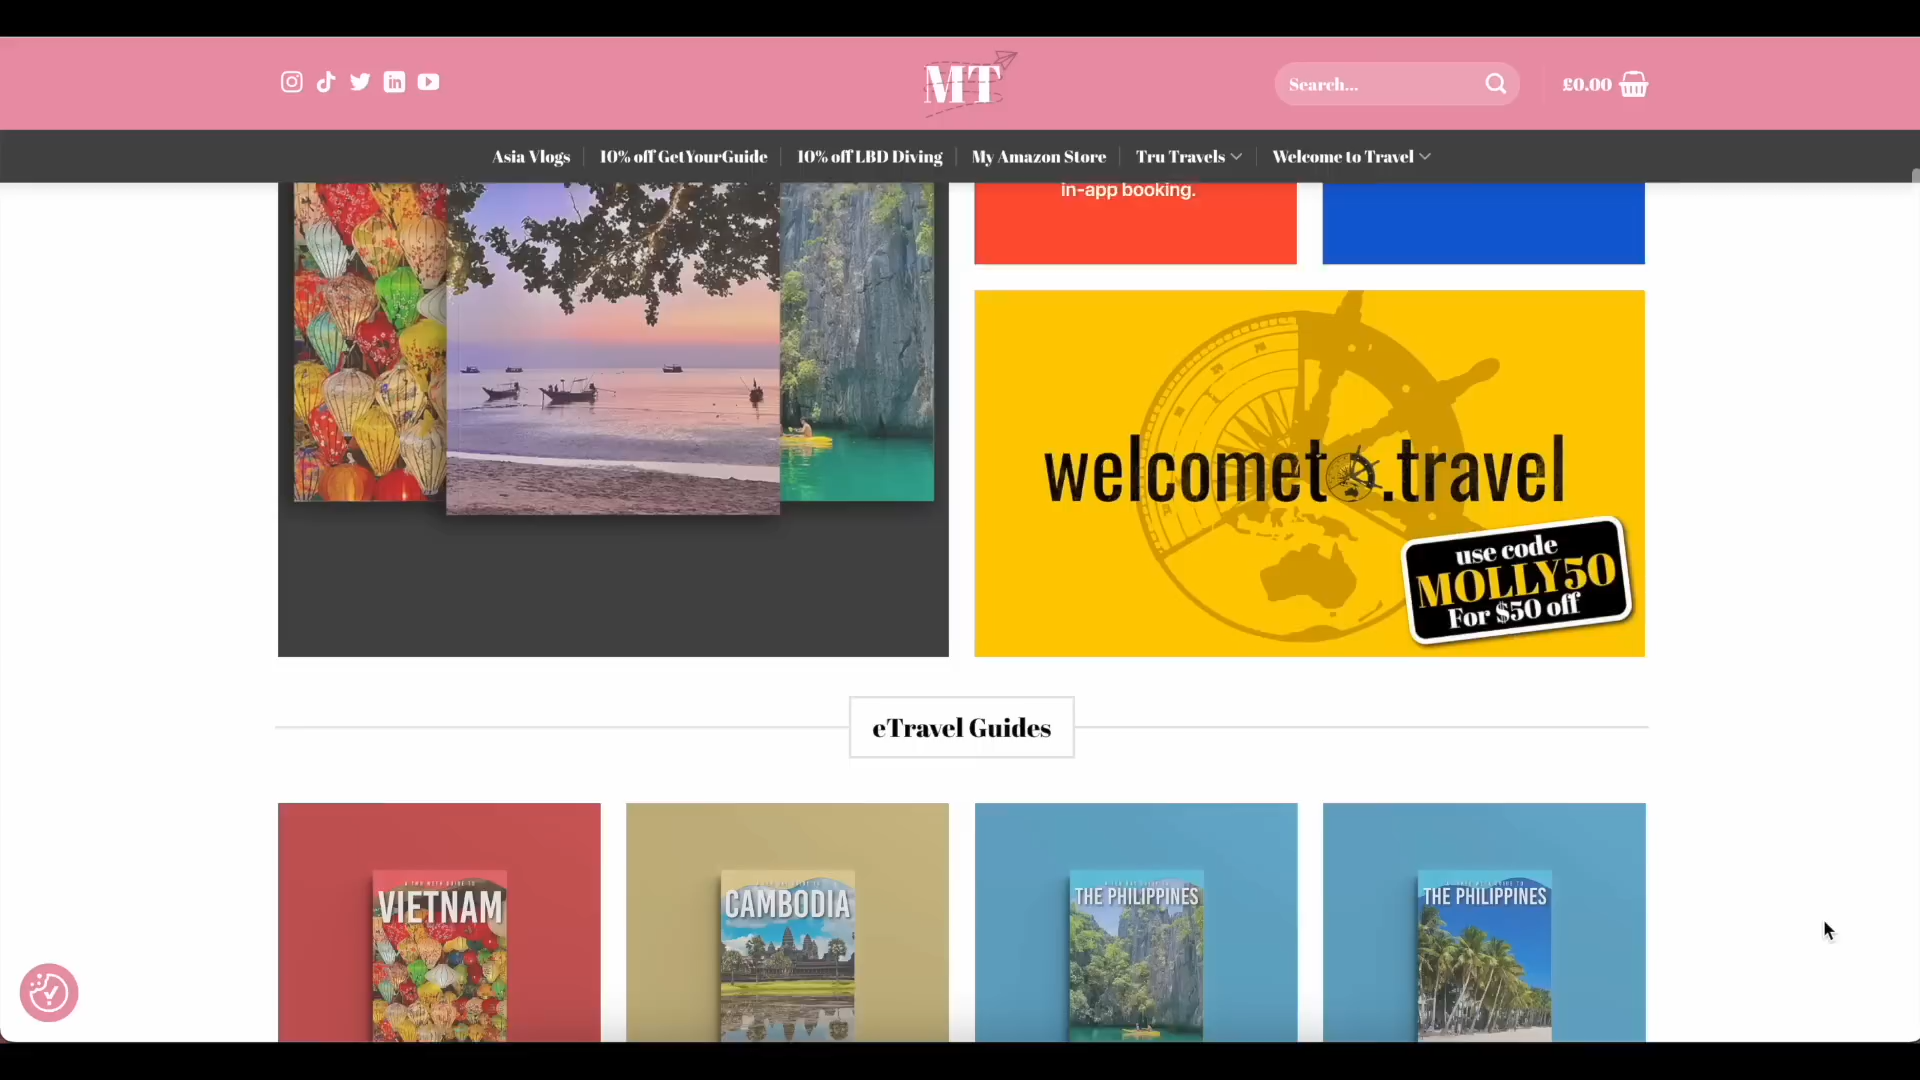 MT
Search...
£0.00
Asia Vlogs
10% off GetYourGuide
10% off LBD Diving
My Amazon Store
Tru Travels
Welcome to Travel
in-app booking.
welcometo.travel
use code
MOLLY50
For $50 off
eTravel Guides
VIETNAM
CAMBODIA
THE PHILIPPINES
THE PHILIPPINES